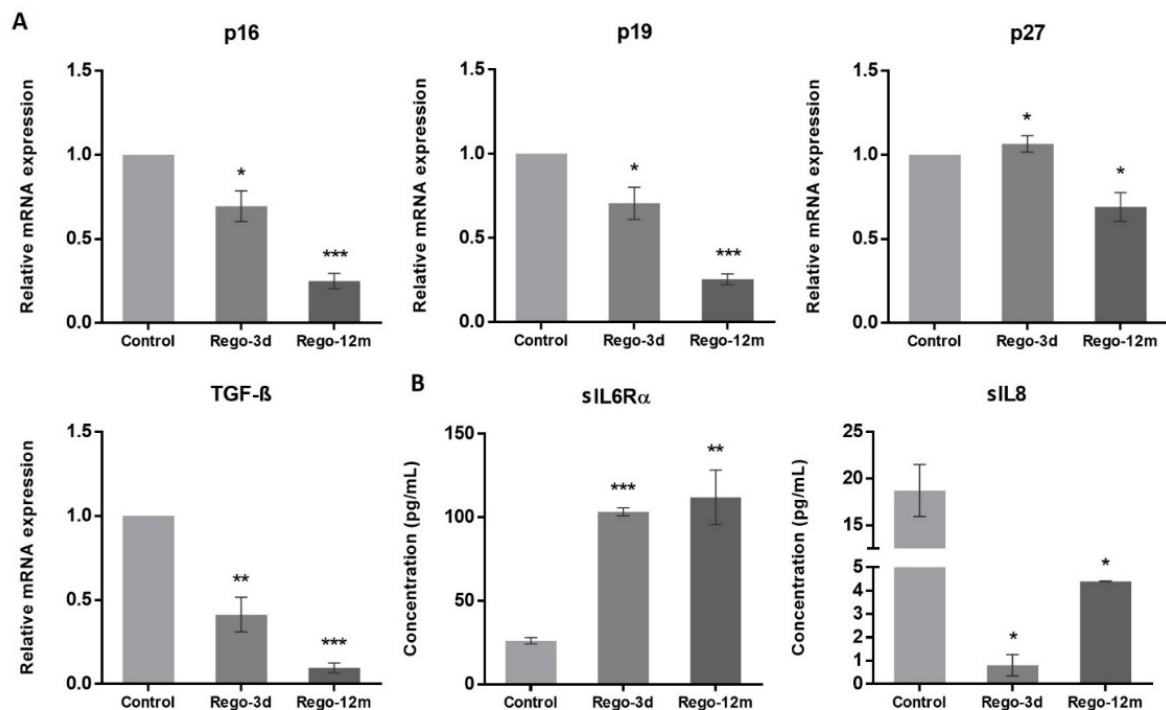 A
p16
Relative mRNA expression
1.5
1.0
0.5
0.0
*
***
Control Rego-3d Rego-12m
p19
Relative mRNA expression
1.5
1.0
0.5
0.0
*
***
Control Rego-3d Rego-12m
p27
Relative mRNA expression
1.5
1.0
0.5
0.0
*
*
Control Rego-3d Rego-12m
TGF-ß
Relative mRNA expression
1.5
1.0
0.5
0.0
**
***
Control Rego-3d Rego-12m
B
sIL6Rα
Concentration (pg/mL)
150
100
50
0
***
**
Control Rego-3d Rego-12m
sIL8
Concentration (pg/mL)
25
20
15
5
4
3
2
1
0
*
*
Control Rego-3d Rego-12m